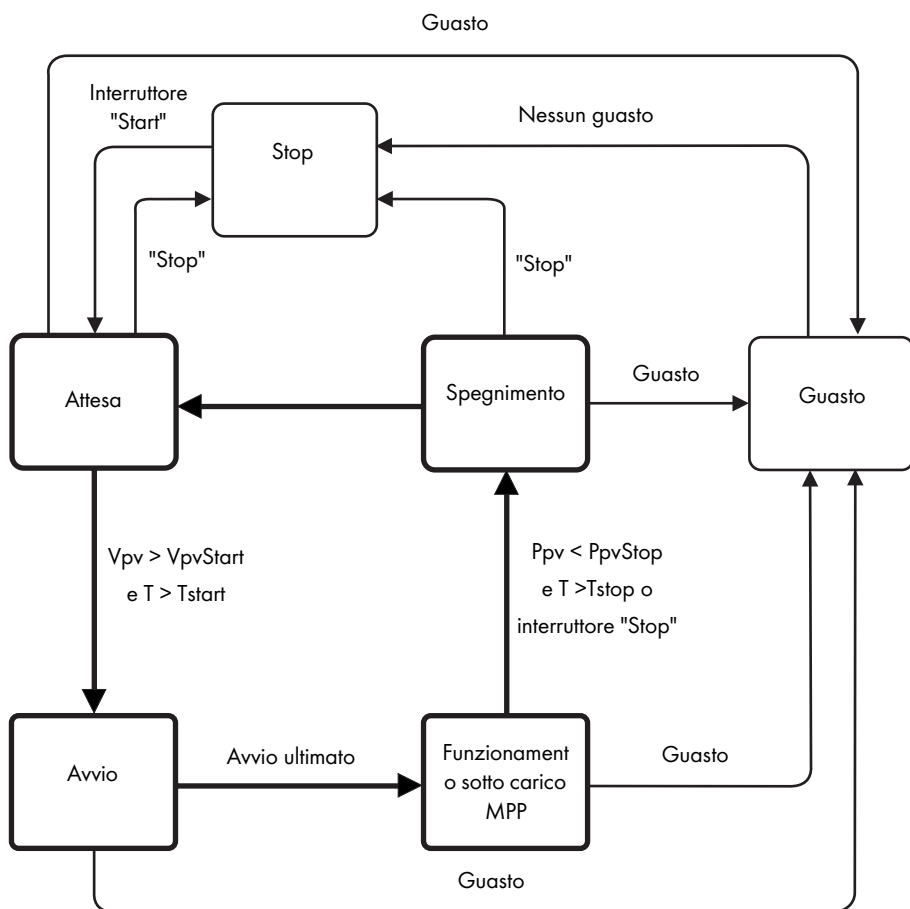 Guasto
Interruttore
"Start"
Stop
Nessun guasto
"Stop"
"Stop"
Attesa
Spegnimento
Guasto
Guasto
Vpv > VpvStart
e T > Tstart
Ppv < PpvStop
e T >Tstop o
interruttore "Stop"
Avvio
Avvio ultimato
Funzionament
o sotto carico
MPP
Guasto
Guasto